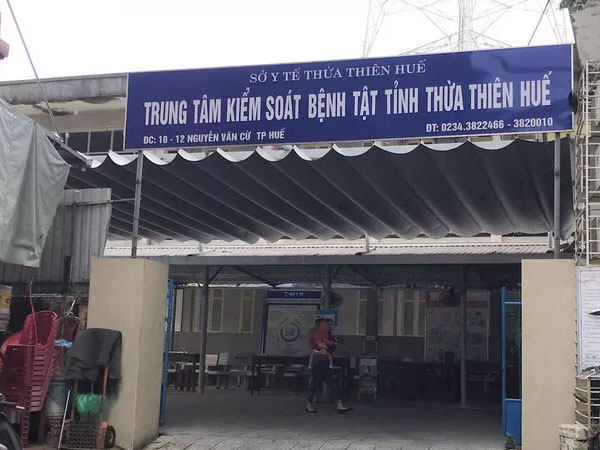 SỞ Y TẾ THỪA THIÊN HUẾ
TRUNG TÂM KIỂM SOÁT BỆNH TẬT TỈNH THỪA THIÊN HUẾ
ĐC: 10 - 12 NGUYỄN VĂN CỪ TP HUẾ
ĐT: 0234.3822466 - 3820010